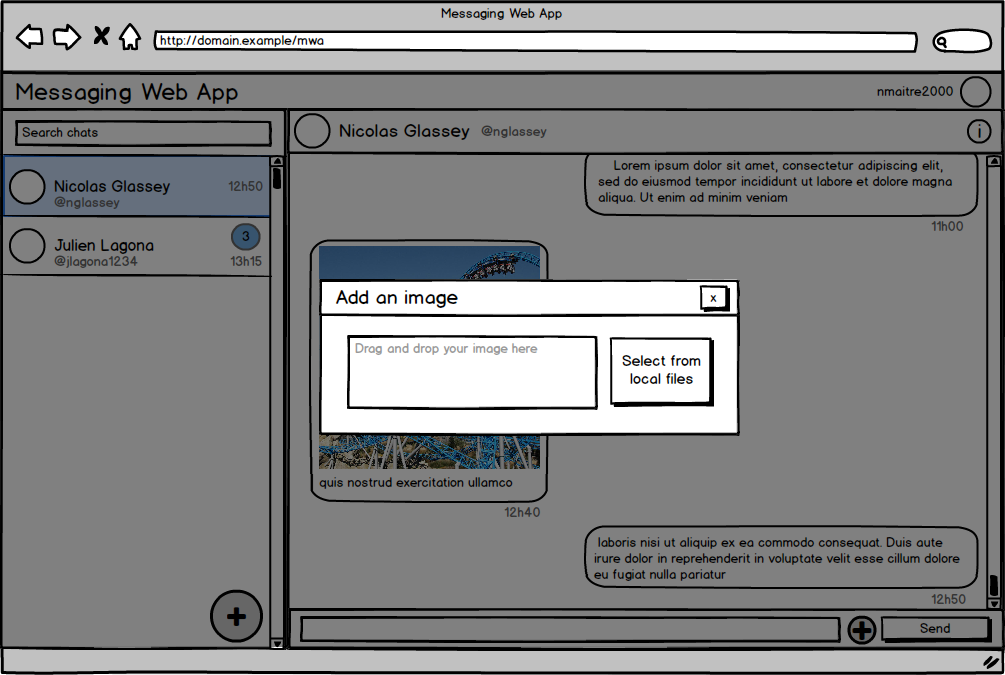 Messaging Web App
http://domain.example/mwa
Messaging Web App
nmaitre2000
Search chats
Nicolas Glassey
12h50
@nglassey
Julien Lagona
3
@jlagona1234
13h15
Nicolas Glassey @nglassey
i
Lorem ipsum dolor sit amet, consectetur adipiscing elit,
sed do eiusmod tempor incididunt ut labore et dolore magna
aliqua. Ut enim ad minim veniam
11h00
Add an image
x
Drag and drop your image here
Select from
local files
quis nostrud exercitation ullamco
12h40
laboris nisi ut aliquip ex ea commodo consequat. Duis aute
irure dolor in reprehenderit in voluptate velit esse cillum dolore
eu fugiat nulla pariatur
12h50
+
+
Send